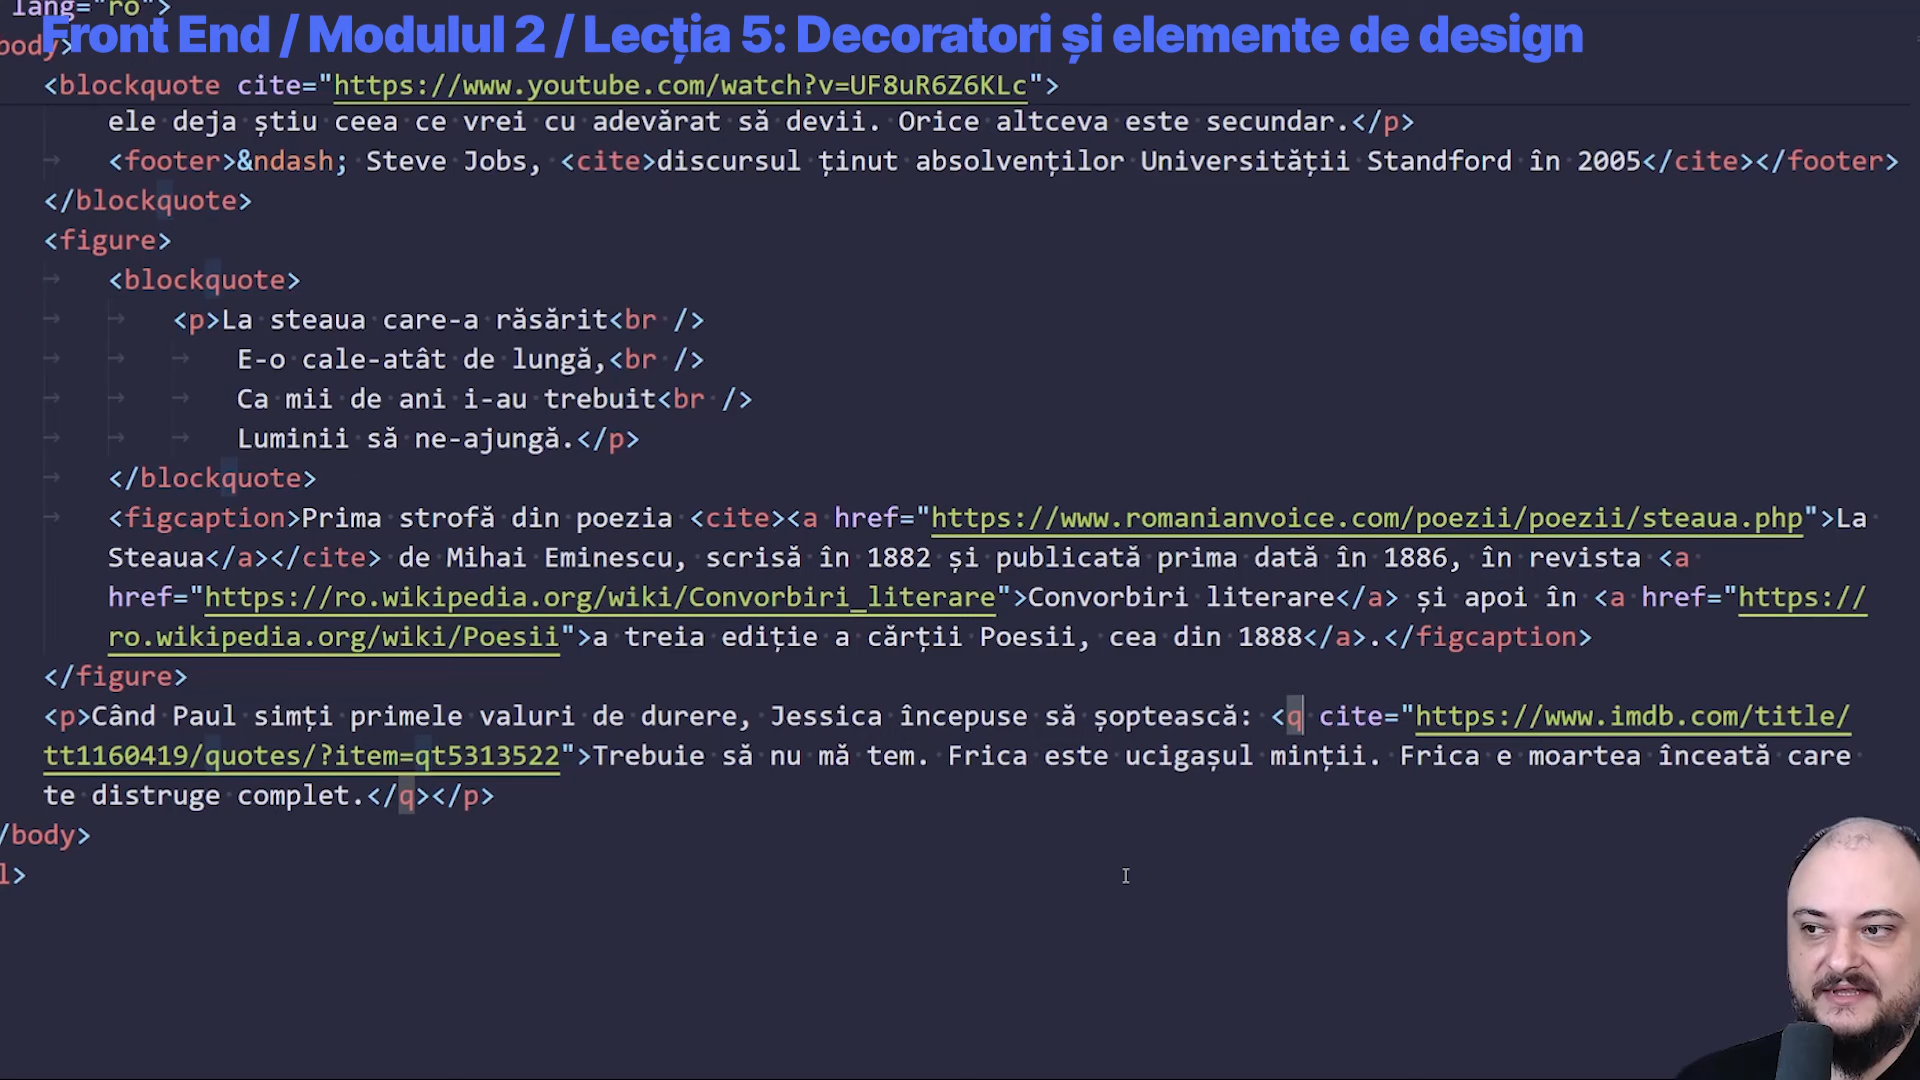 lang="ro">
Front End / Modulul 2 / Lecția 5: Decoratori și elemente de design
body>
<blockquote cite="https://www.youtube.com/watch?v=UF8uR6Z6KLc">
ele deja știu ceea ce vrei cu adevărat să devii. Orice altceva este secundar.</p>
<footer>&ndash; Steve Jobs, <cite>discursul ținut absolvenților Universității Standford în 2005</cite></footer>
</blockquote>
<figure>
<blockquote>
<p>La steaua care-a răsărit<br />
E-o cale-atât de lungă,<br />
Ca mii de ani i-au trebuit<br />
Luminii să ne-ajungă.</p>
</blockquote>
<figcaption>Prima strofă din poezia <cite><a href="https://www.romanianvoice.com/poezii/poezii/steaua.php">La
Steaua</a></cite> de Mihai Eminescu, scrisă în 1882 și publicată prima dată în 1886, în revista <a
href="https://ro.wikipedia.org/wiki/Convorbiri_literare">Convorbiri literare</a> și apoi în <a href="https://
ro.wikipedia.org/wiki/Poesii">a treia ediție a cărții Poesii, cea din 1888</a>.</figcaption>
</figure>
<p>Când Paul simți primele valuri de durere, Jessica începuse să șoptească: <q cite="https://www.imdb.com/title/
tt1160419/quotes/?item=qt5313522">Trebuie să nu mă tem. Frica este ucigașul minții. Frica e moartea înceată care
te distruge complet.</q></p>
/body>
l>